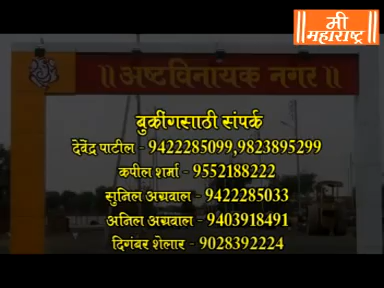 मी
महाराष्ट्र
॥ अष्टविनायक नगर ॥
बुकींगसाठी संपर्क
देवेंद्र पाटील - 9422285099,9823895299
कपील शर्मा - 9552188222
सुनिल अग्रवाल - 9422285033
अनिल अग्रवाल - 9403918491
दिगंबर शेलार - 9028392224